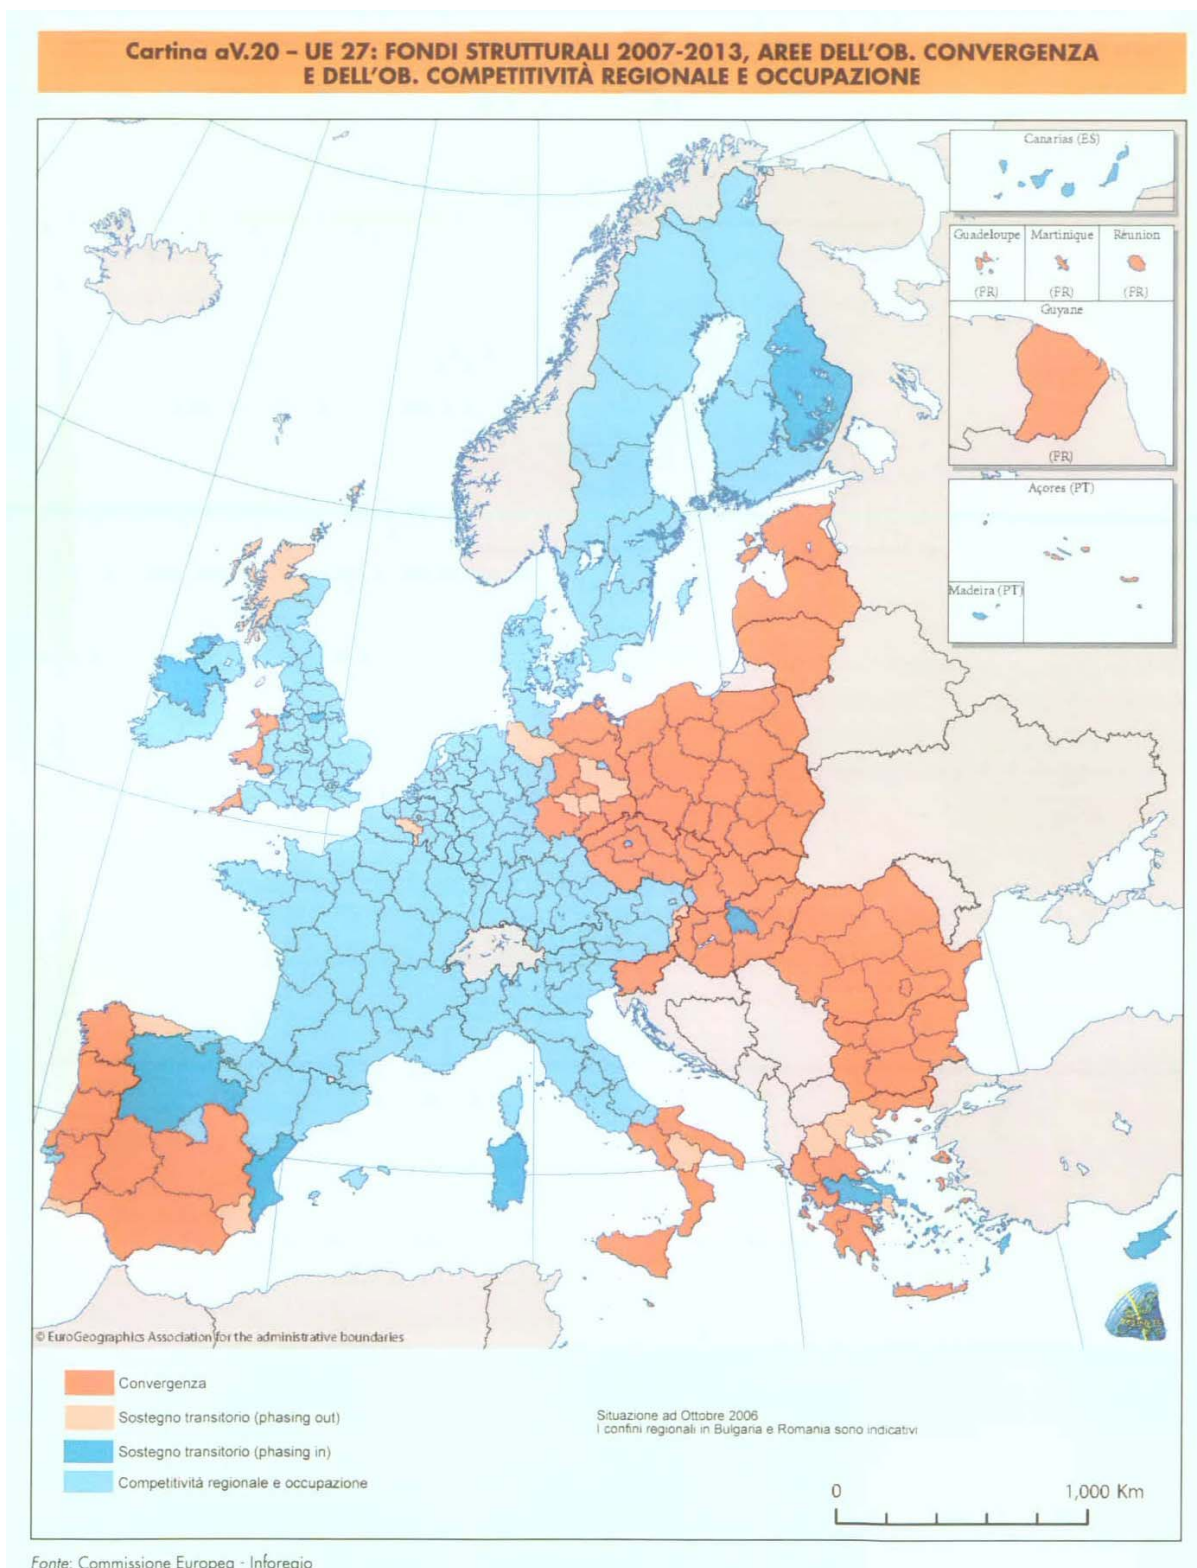 Cartina aV.20 – UE 27: FONDI STRUTTURALI 2007-2013, AREE DELL'OB. CONVERGENZA
E DELL'OB. COMPETITIVITÀ REGIONALE E OCCUPAZIONE
Canarias (ES)
Guadeloupe
Martinique
Réunion
(FR)
(FR)
(FR)
Guyane
(FR)
Açores (PT)
Madeira (PT)
© EuroGeographics Association for the administrative boundaries
Convergenza
Sostegno transitorio (phasing out)
Sostegno transitorio (phasing in)
Competitività regionale e occupazione
Situazione ad Ottobre 2006
I confini regionali in Bulgaria e Romania sono indicativi
0 1,000 Km
Fonte: Commissione Europea - Inforegio